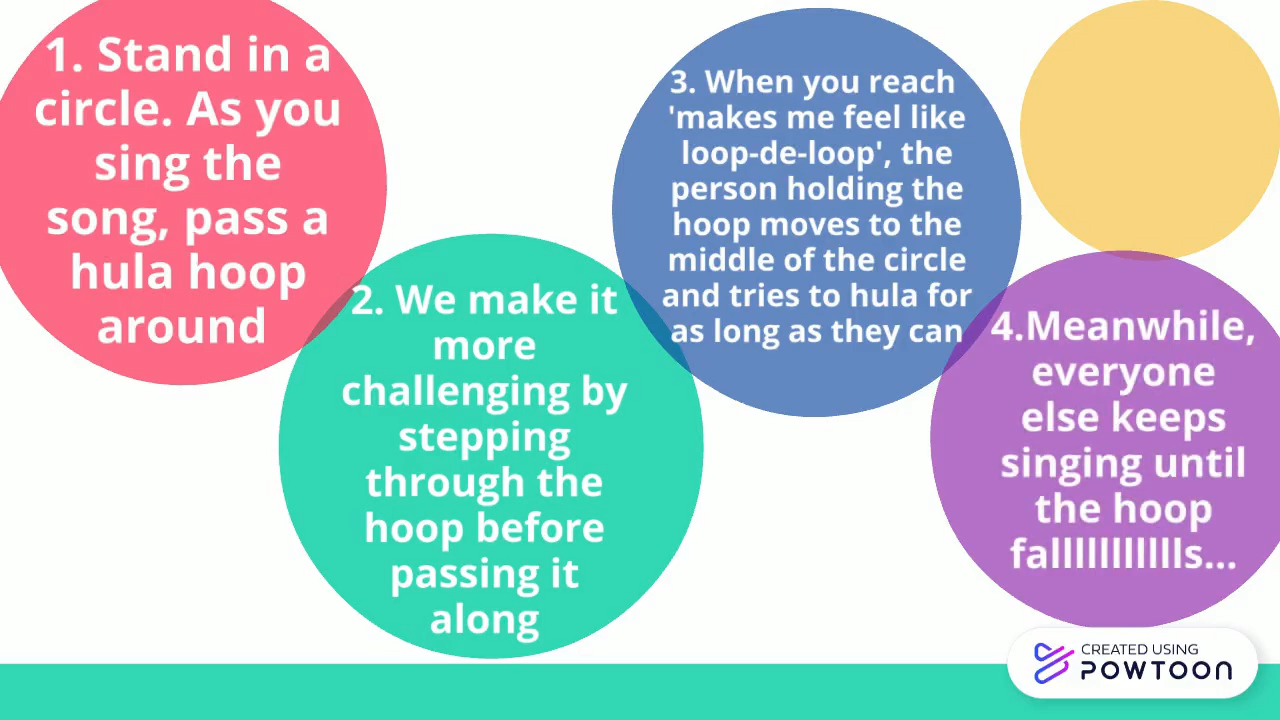 1. Stand in a
circle. As you
sing the
song, pass a
hula hoop
around
2. We make it
more
challenging by
stepping
through the
hoop before
passing it
along
3. When you reach
'makes me feel like
loop-de-loop', the
person holding the
hoop moves to the
middle of the circle
and tries to hula for
as long as they can
4.Meanwhile,
everyone
else keeps
singing until
the hoop
fallllllllllls...
CREATED USING
POWTOON